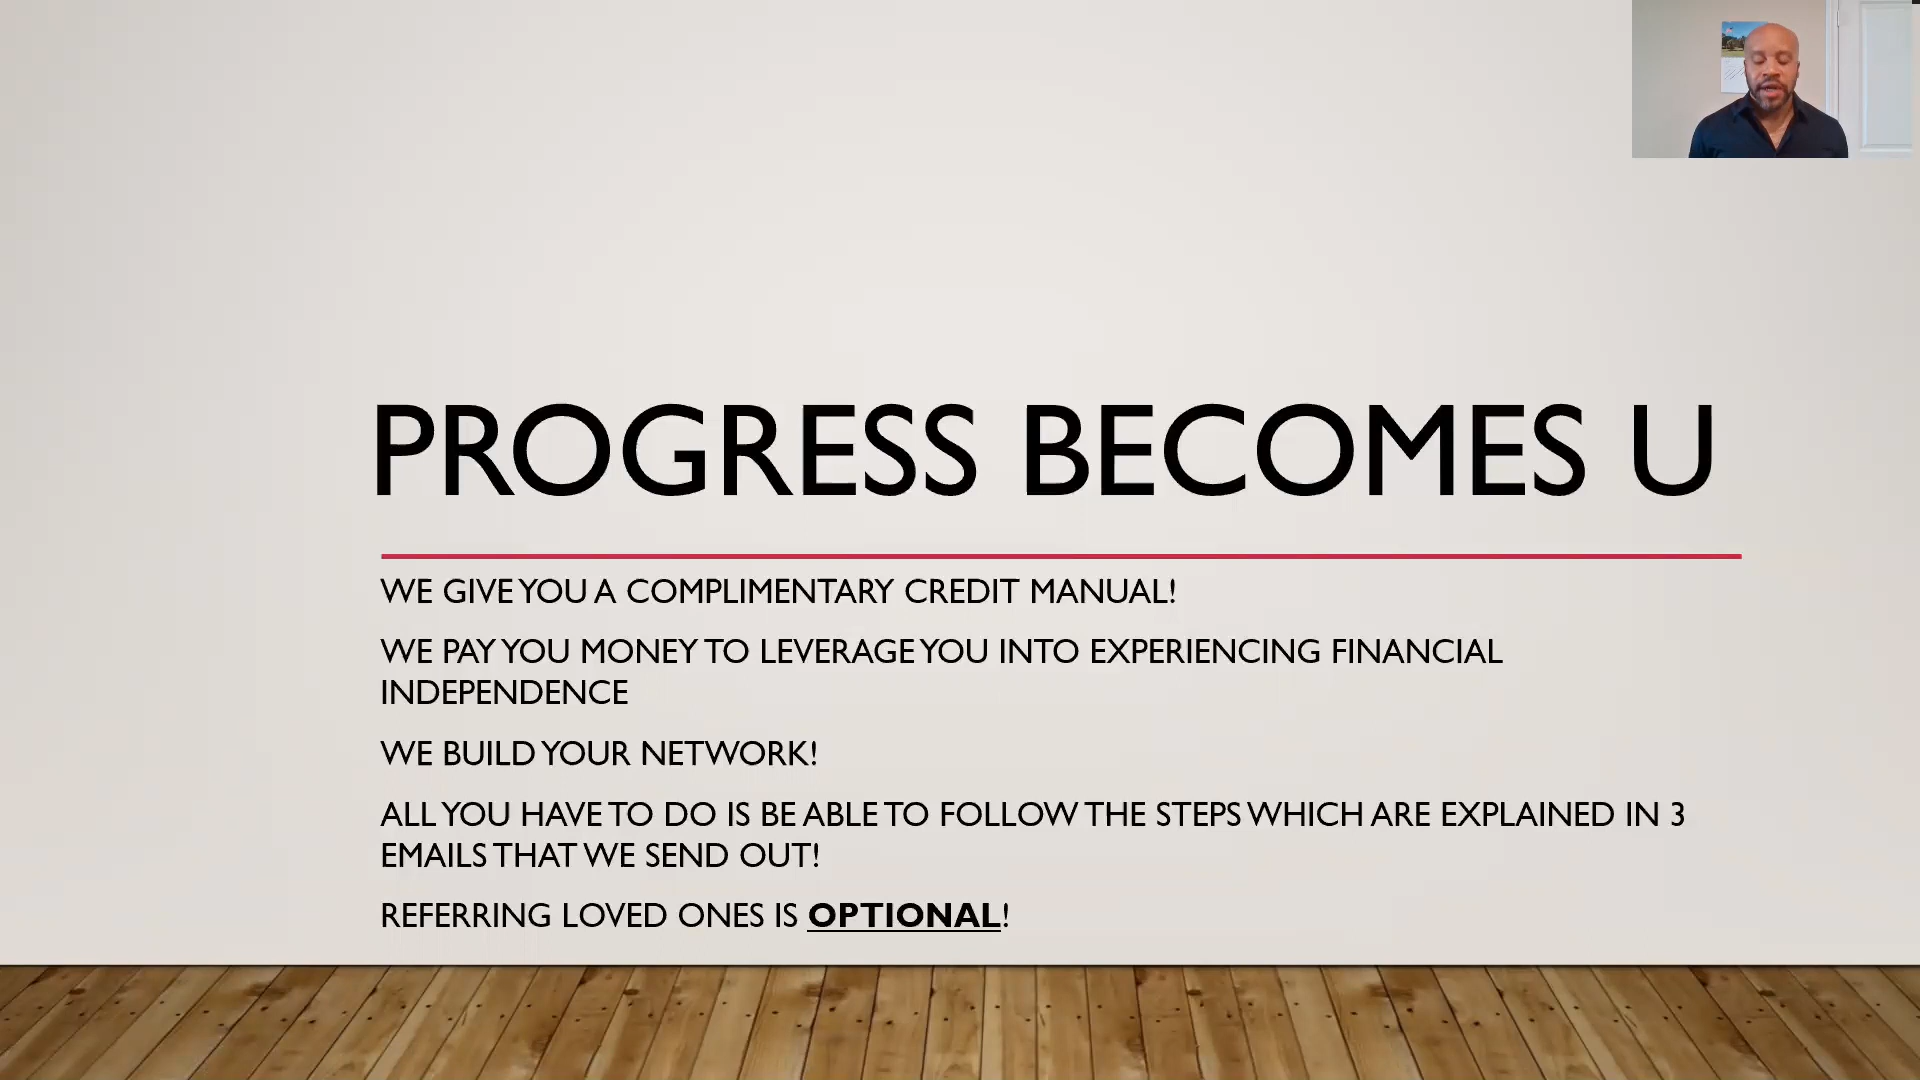 PROGRESS BECOMES U
WE GIVE YOU A COMPLIMENTARY CREDIT MANUAL!
WE PAY YOU MONEY TO LEVERAGE YOU INTO EXPERIENCING FINANCIAL
INDEPENDENCE
WE BUILD YOUR NETWORK!
ALL YOU HAVE TO DO IS BE ABLE TO FOLLOW THE STEPS WHICH ARE EXPLAINED IN 3
EMAILS THAT WE SEND OUT!
REFERRING LOVED ONES IS OPTIONAL!